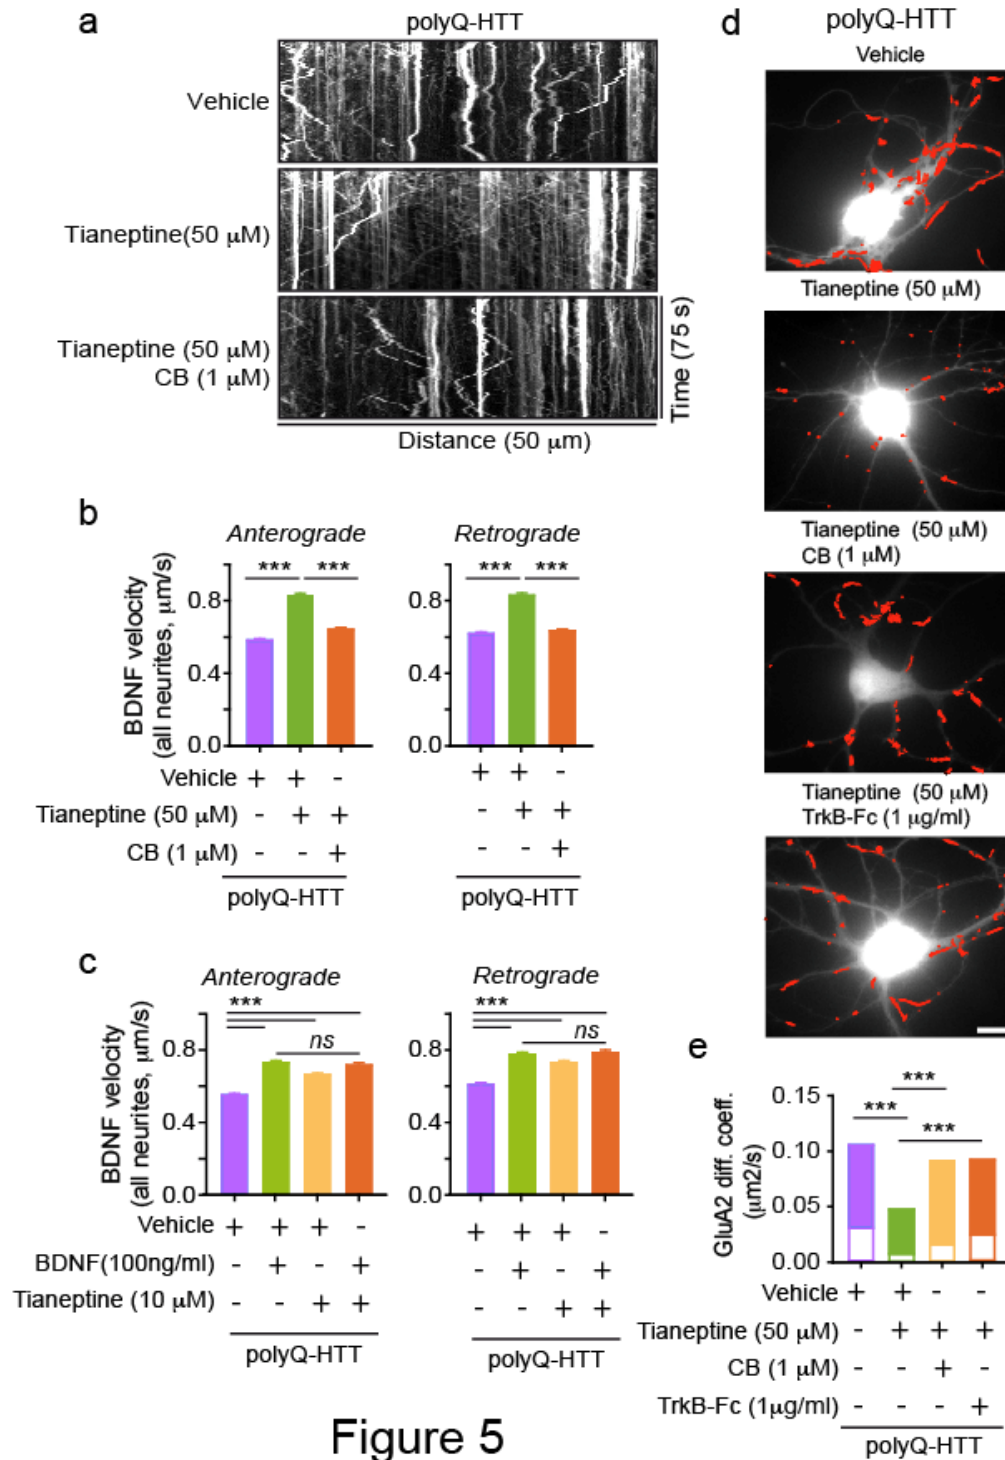 a
polyQ-HTT
Vehicle
Tianeptine(50 μM)
Tianeptine (50 μM)
CB (1 μM)
Time (75 s)
Distance (50 μm)
b
Anterograde
Retrograde
*** ***
*** ***
BDNF velocity
(all neurites, μm/s)
0.8
0.4
0.0
0.8
0.4
0.0
Vehicle + + - + + -
Tianeptine (50 μM) - + + - + +
CB (1 μM) - - + - - +
polyQ-HTT
polyQ-HTT
c
Anterograde
Retrograde
***
ns
***
ns
BDNF velocity
(all neurites, μm/s)
0.8
0.4
0.0
0.8
0.4
0.0
Vehicle + + + - + + + -
BDNF(100ng/ml) - + - + - + - +
Tianeptine (10 μM) - - + + - - + +
polyQ-HTT
polyQ-HTT
d
polyQ-HTT
Vehicle
Tianeptine (50 μM)
Tianeptine (50 μM)
CB (1 μM)
Tianeptine (50 μM)
TrkB-Fc (1 μg/ml)
e
***
***
***
GluA2 diff. coeff.
(μm2/s)
0.15
0.10
0.05
0.00
Vehicle + + - -
Tianeptine (50 μM) - + + +
CB (1 μM) - - + -
TrkB-Fc (1μg/ml) - - - +
polyQ-HTT
Figure 5